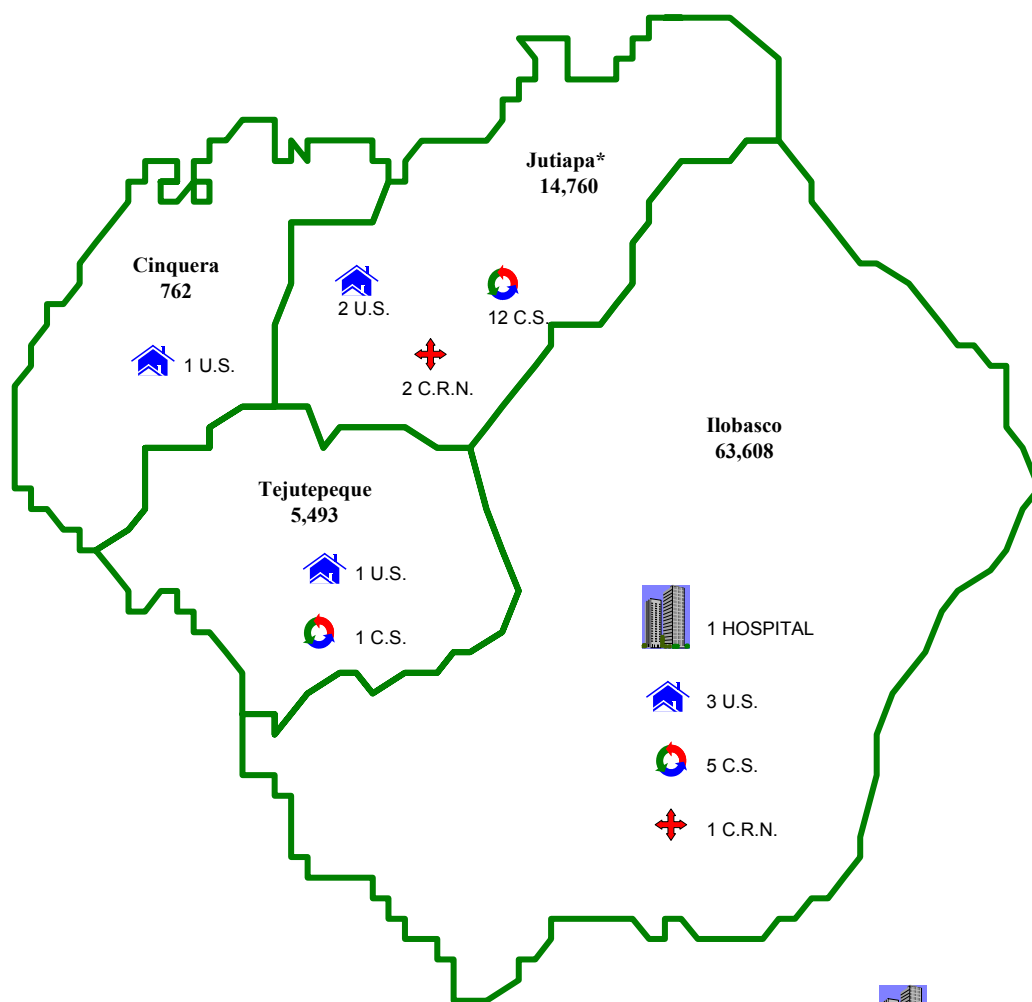 Jutiapa*
14,760
Cinquera
762
2 U.S.
12 C.S.
1 U.S.
2 C.R.N.
Ilobasco
63,608
Tejutepeque
5,493
1 U.S.
1 C.S.
1 HOSPITAL
3 U.S.
5 C.S.
1 C.R.N.